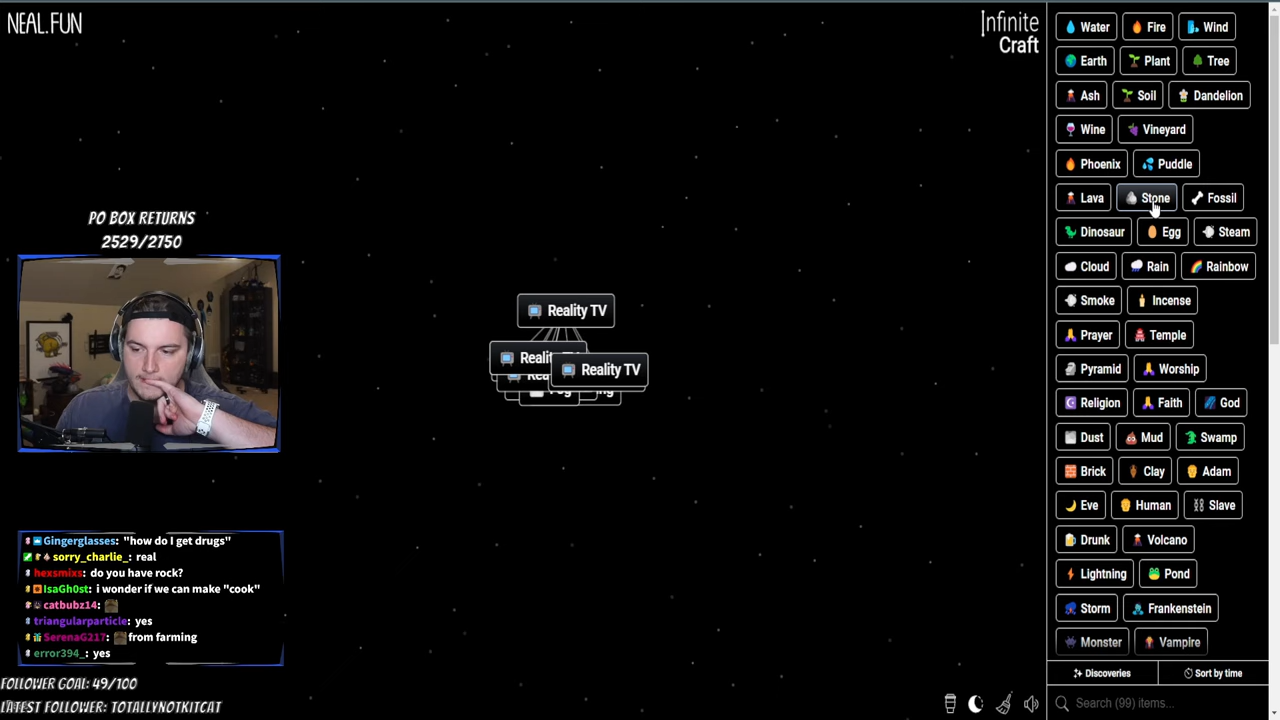 NEAL.FUN
Infinite
Craft
PO BOX RETURNS
2529/2750
Reality TV
Reality TV
Gingerglasses: "how do I get drugs"
sorry_charlie_: real
hexsmixs: do you have rock?
IsaGh0st: i wonder if we can make "cook"
catbubz14:
triangularparticle: yes
SerenaG217: from farming
error394_: yes
FOLLOWER GOAL: 49/100
LATEST FOLLOWER: TOTALLYNOTKITCAT
Water Fire Wind
Earth Plant Tree
Ash Soil Dandelion
Wine Vineyard
Phoenix Puddle
Lava Stone Fossil
Dinosaur Egg Steam
Cloud Rain Rainbow
Smoke Incense
Prayer Temple
Pyramid Worship
Religion Faith God
Dust Mud Swamp
Brick Clay Adam
Eve Human Slave
Drunk Volcano
Lightning Pond
Storm Frankenstein
Monster Vampire
Discoveries Sort by time
Search (99) items...